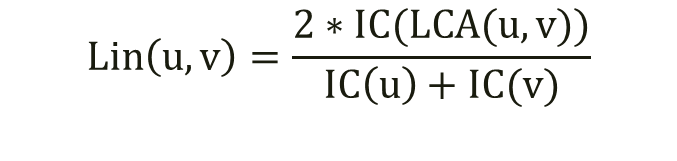 Lin(u, v) = 2 * IC(LCA(u, v)) / IC(u) + IC(v)